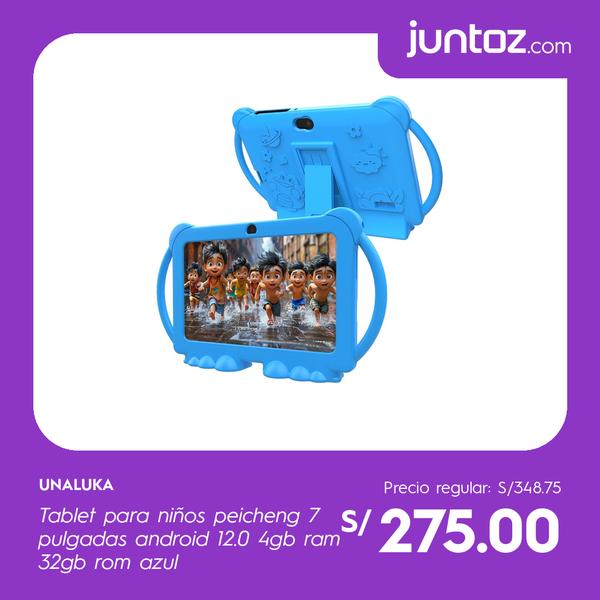 juntoz.com
UNALUKA
Precio regular: S/348.75
Tablet para niños peicheng 7
pulgadas android 12.0 4gb ram
32gb rom azul
S/ 275.00